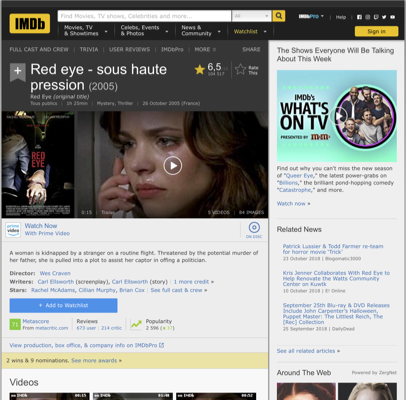 IMDb
Find Movies, TV shows, Celebrities and more...
All
IMDbPro
Help
Movies, TV
& Showtimes
Celebs, Events
& Photos
News &
Community
Watchlist
Sign in
FULL CAST AND CREW | TRIVIA | USER REVIEWS | IMDbPro | MORE
SHARE
Red eye - sous haute
pression (2005)
Red Eye (original title)
Tous publics | 1h 25min | Mystery, Thriller | 26 October 2005 (France)
6,5
Rate
This
RED
EYE
0:15
Trailer
5 VIDEOS | 84 IMAGES
prime video
Watch Now
With Prime Video
ON DISC
A woman is kidnapped by a stranger on a routine flight. Threatened by the potential murder of
her father, she is pulled into a plot to assist her captor in offing a politician.
Director: Wes Craven
Writers: Carl Ellsworth (screenplay), Carl Ellsworth (story) | 1 more credit »
Stars: Rachel McAdams, Cillian Murphy, Brian Cox | See full cast & crew »
+ Add to Watchlist
Metascore
From metacritic.com
Reviews
673 user | 214 critic
Popularity
View production, box office, & company info on IMDbPro
2 wins & 9 nominations. See more awards »
Videos
The Shows Everyone Will Be Talking
About This Week
IMDb's
WHAT'S
ON TV
PRESENTED BY M&M'S
Find out why you can't miss the new season
of "Queer Eye," the latest power-grabs on
"Billions," the brilliant pond-hopping comedy
"Catastrophe," and more.
Watch now »
Related News
Patrick Lussier & Todd Farmer re-team
for horror movie 'Trick'
23 October 2018 | Blogomatic3000
Kris Jenner Collaborates With Red Eye to
Help Renovate the Watts Community
Center on Kuwtk
10 October 2018 | E! Online
September 25th Blu-ray & DVD Releases
Include John Carpenter's Halloween,
Puppet Master: The Littlest Reich, The
[Rec] Collection
25 September 2018 | DailyDead
See all related articles »
Around The Web
Powered by ZergNet